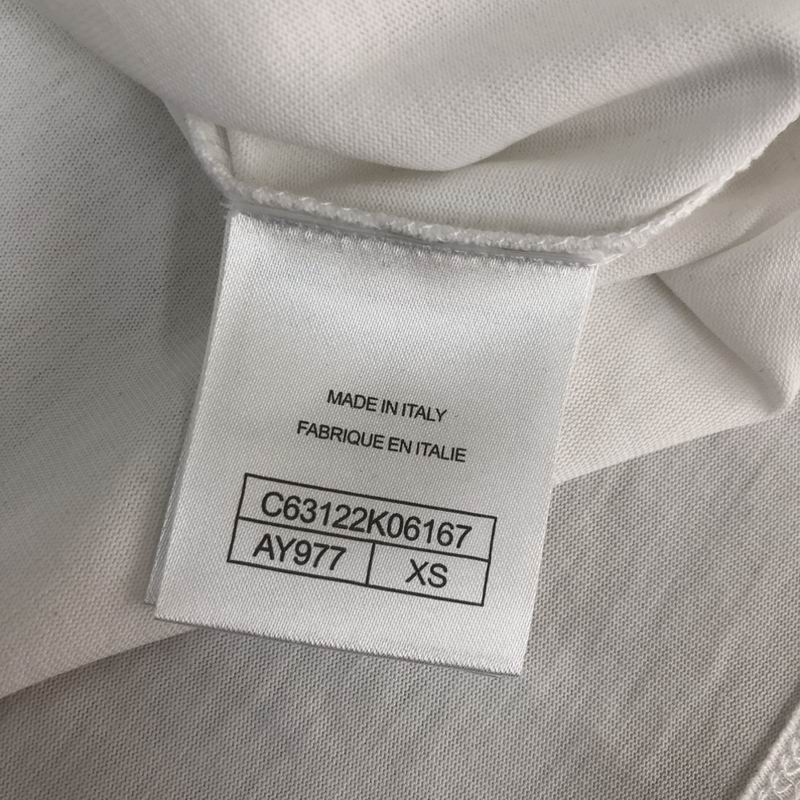 MADE IN ITALY
FABRIQUE EN ITALIE
C63122K06167
AY977 XS